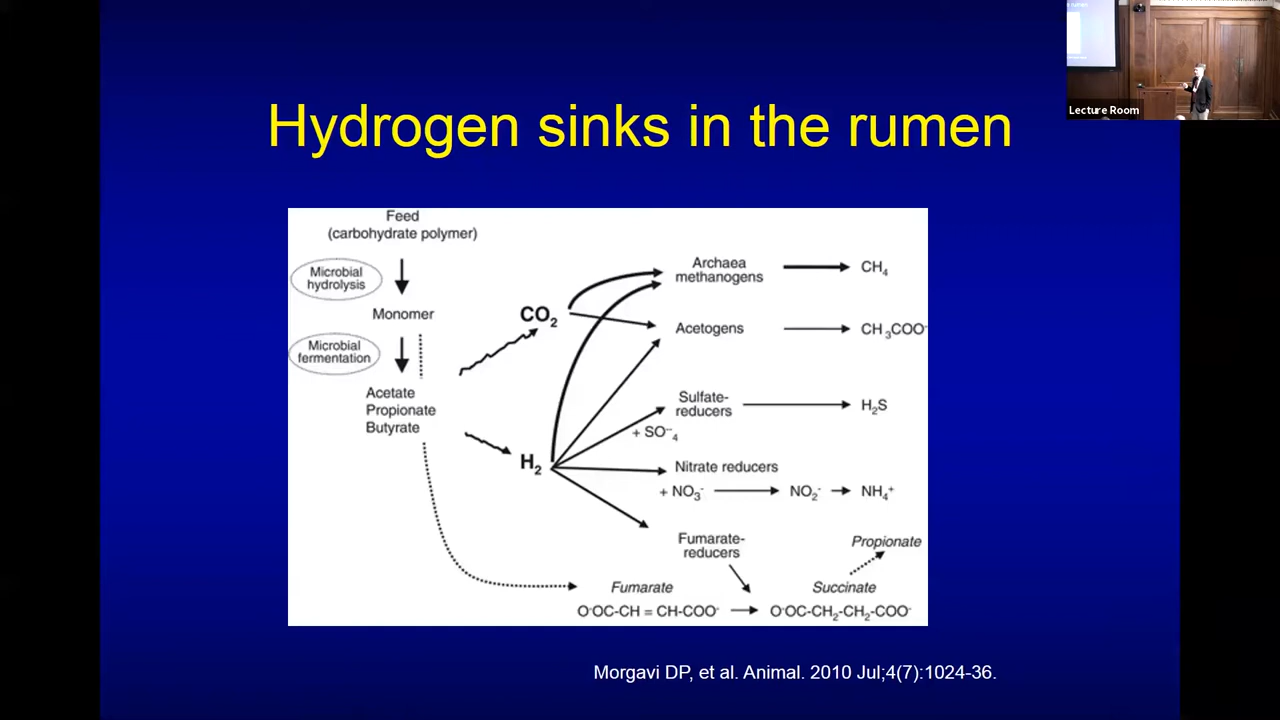 Hydrogen sinks in the rumen
Lecture Room
Feed
(carbohydrate polymer)
Microbial
hydrolysis
Monomer
Microbial
fermentation
Acetate
Propionate
Butyrate
CO₂
H₂
Archaea
methanogens
CH₄
Acetogens
CH₃COO⁻
Sulfate-
reducers
+ SO⁻⁻₄
H₂S
Nitrate reducers
+ NO₃⁻
NO₂⁻
NH₄⁺
Fumarate-
reducers
Propionate
Fumarate
Succinate
O⁻OC-CH = CH-COO⁻
O⁻OC-CH₂-CH₂-COO⁻
Morgavi DP, et al. Animal. 2010 Jul;4(7):1024-36.